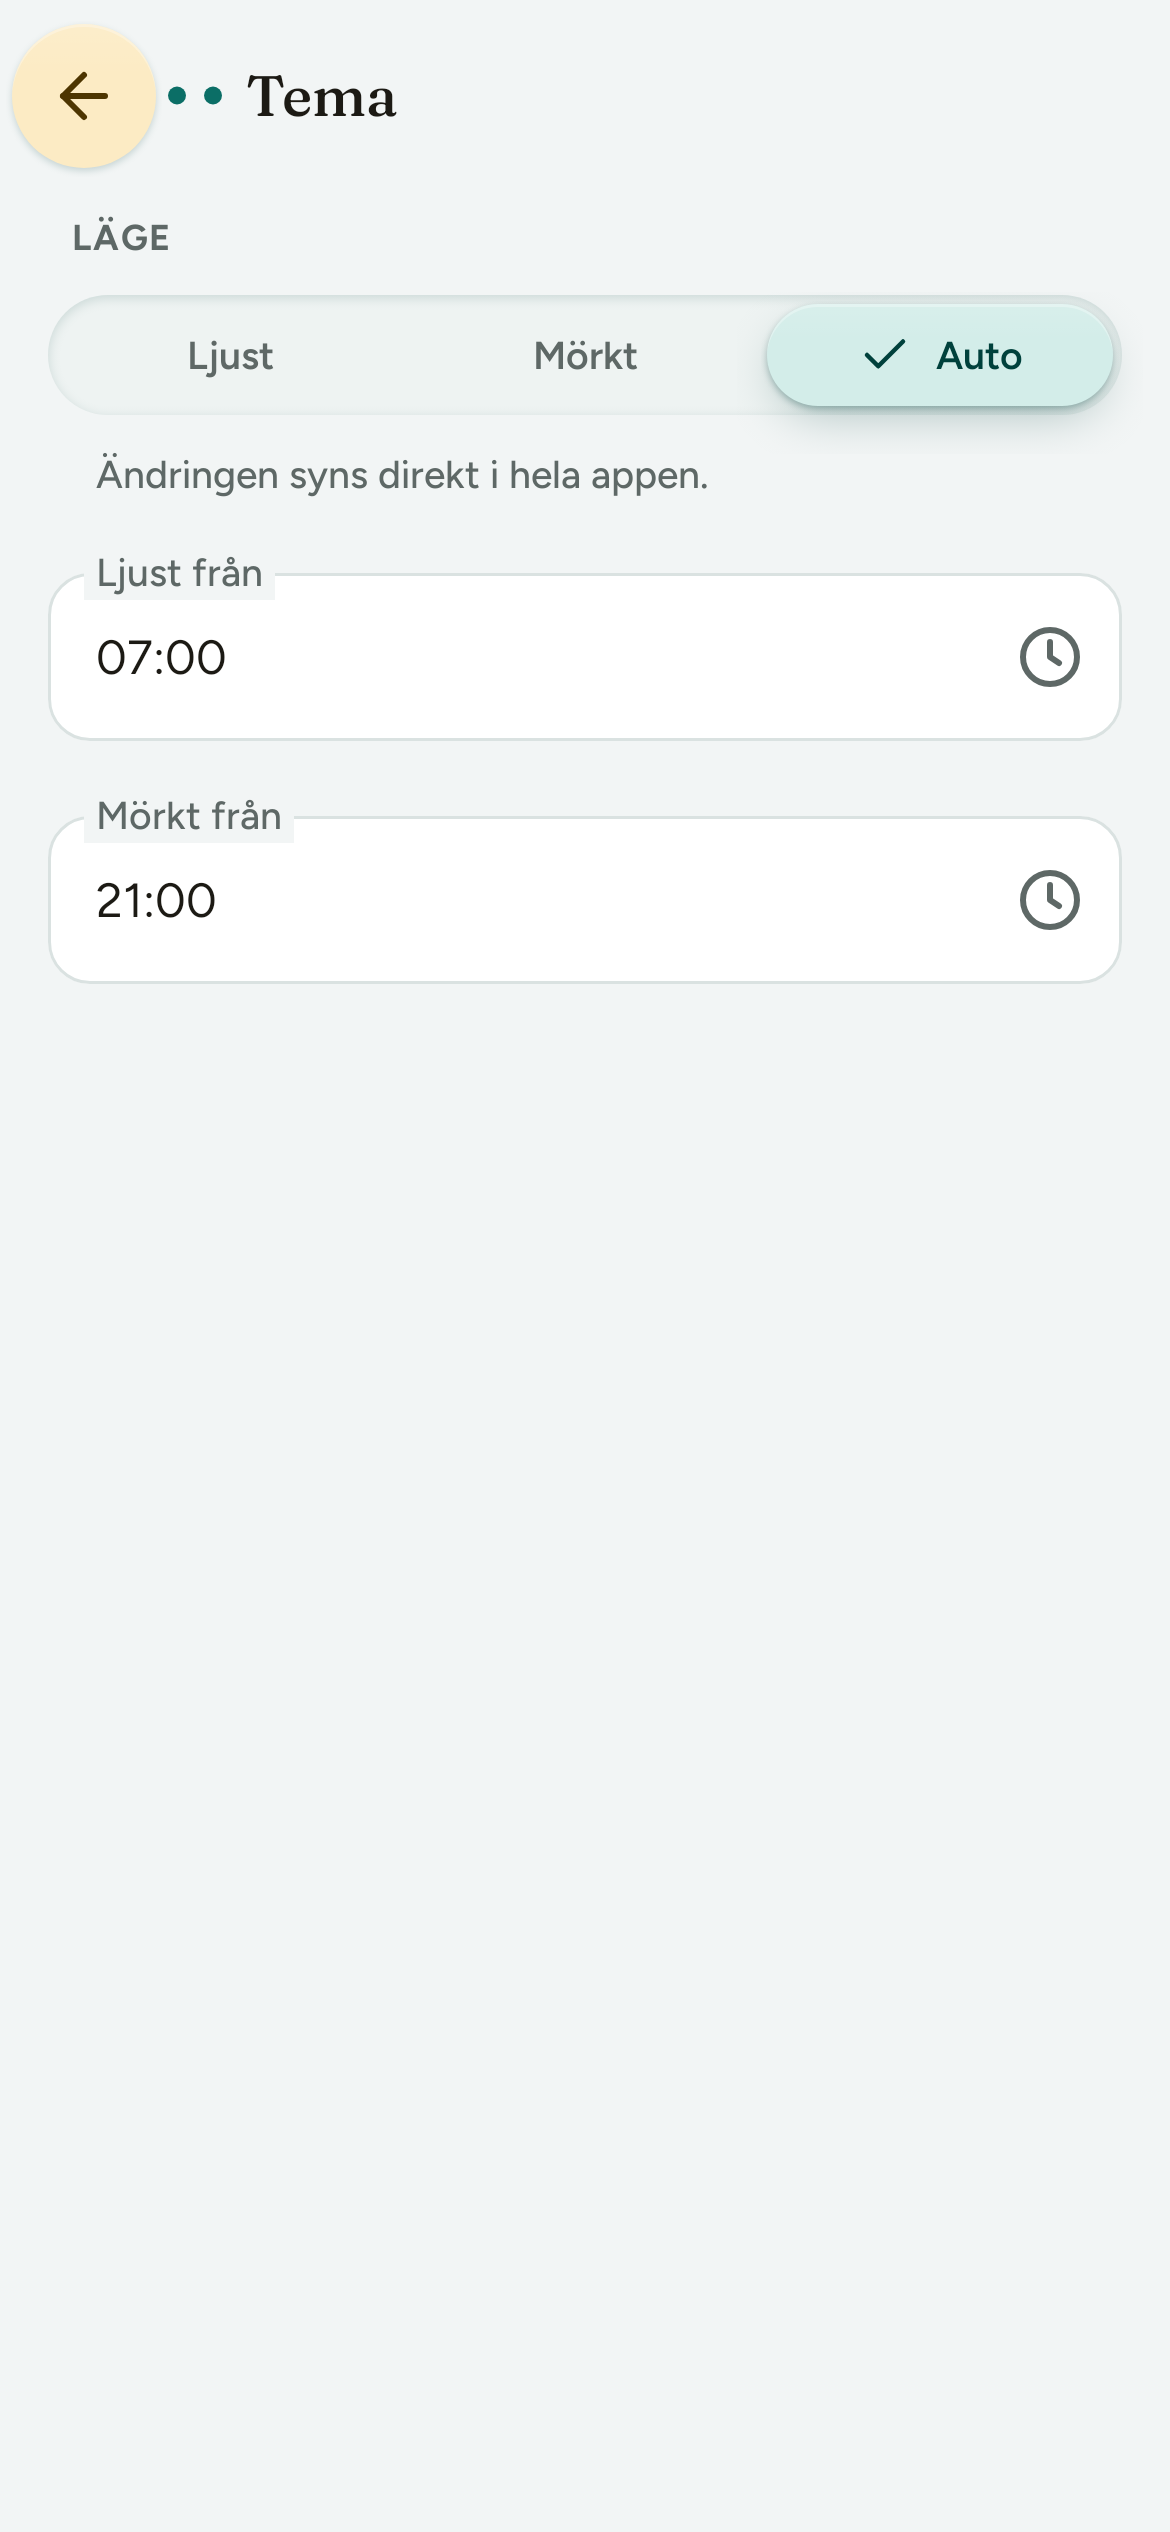 Tema
LÄGE
Ljust
Mörkt
Auto
Ändringen syns direkt i hela appen.
Ljust från
07:00
Mörkt från
21:00